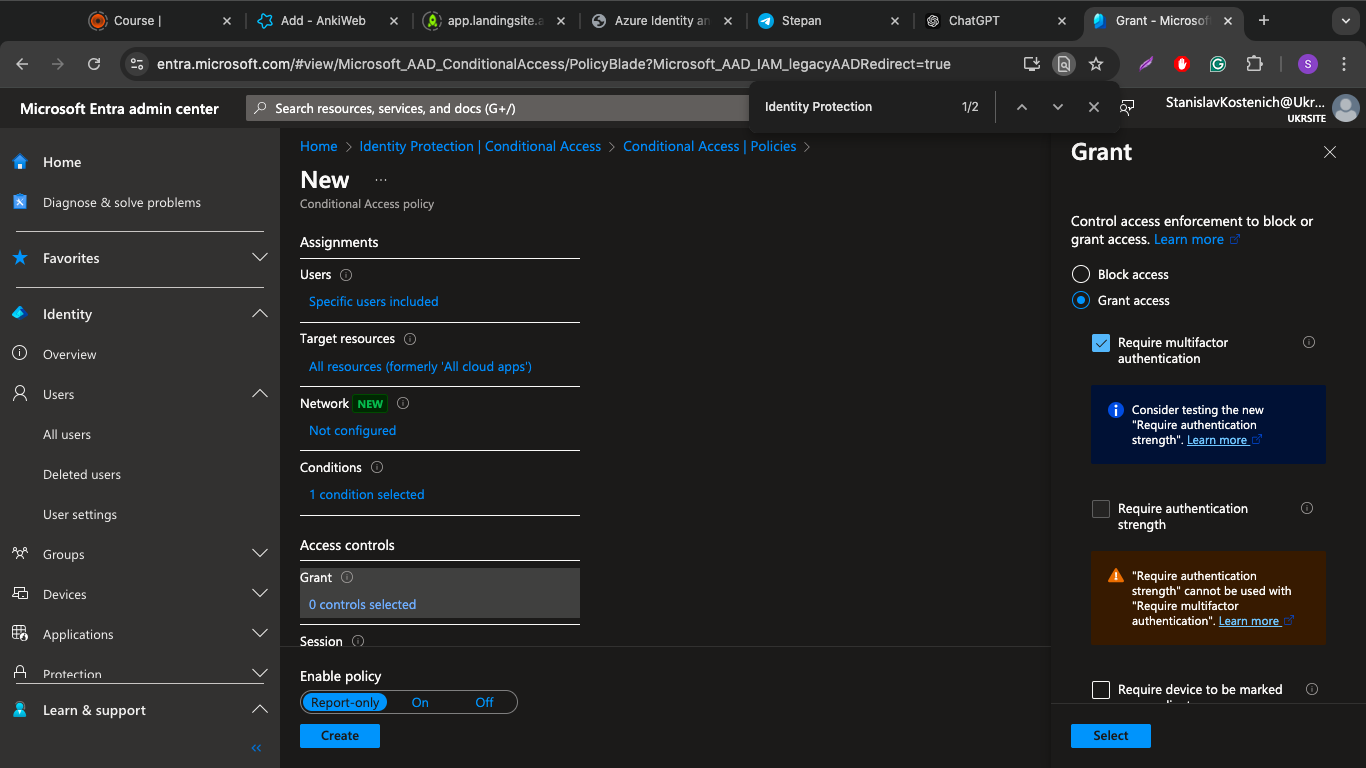 Course |
Add - AnkiWeb
app.landingsite.a
Azure Identity an
Stepan
ChatGPT
Grant - Microsoft
entra.microsoft.com/#view/Microsoft_AAD_ConditionalAccess/PolicyBlade?Microsoft_AAD_IAM_legacyAADRedirect=true
S
Identity Protection
1/2
Microsoft Entra admin center
Search resources, services, and docs (G+/)
StanislavKostenich@Ukr...
UKRSITE
Home
Diagnose & solve problems
Favorites
Identity
Overview
Users
All users
Deleted users
User settings
Groups
Devices
Applications
Protection
Learn & support
Home > Identity Protection | Conditional Access > Conditional Access | Policies >
New ...
Conditional Access policy
Assignments
Users
Specific users included
Target resources
All resources (formerly 'All cloud apps')
Network NEW
Not configured
Conditions
1 condition selected
Access controls
Grant
0 controls selected
Session
Enable policy
Report-only On Off
Create
Grant
Control access enforcement to block or
grant access. Learn more
Block access
Grant access
Require multifactor
authentication
Consider testing the new
"Require authentication
strength". Learn more
Require authentication
strength
"Require authentication
strength" cannot be used with
"Require multifactor
authentication". Learn more
Require device to be marked
Select